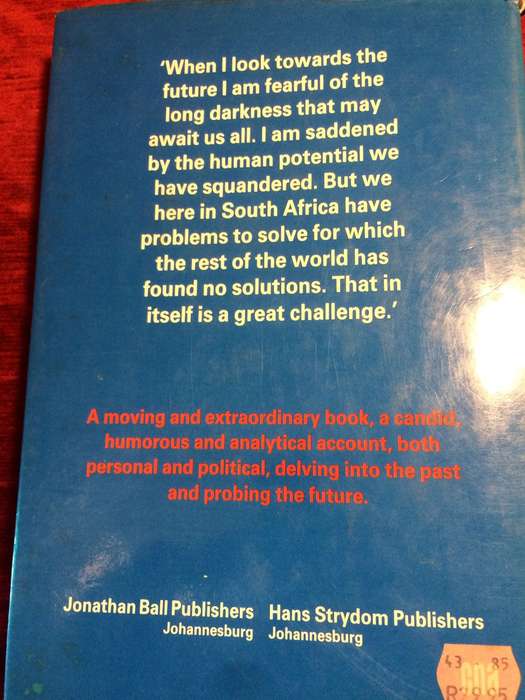 'When I look towards the
future I am fearful of the
long darkness that may
await us all. I am saddened
by the human potential we
have squandered. But we
here in South Africa have
problems to solve for which
the rest of the world has
found no solutions. That in
itself is a great challenge.'
A moving and extraordinary book, a candid,
humorous and analytical account, both
personal and political, delving into the past
and probing the future.
Jonathan Ball Publishers
Johannesburg
Hans Strydom Publishers
Johannesburg
43 85